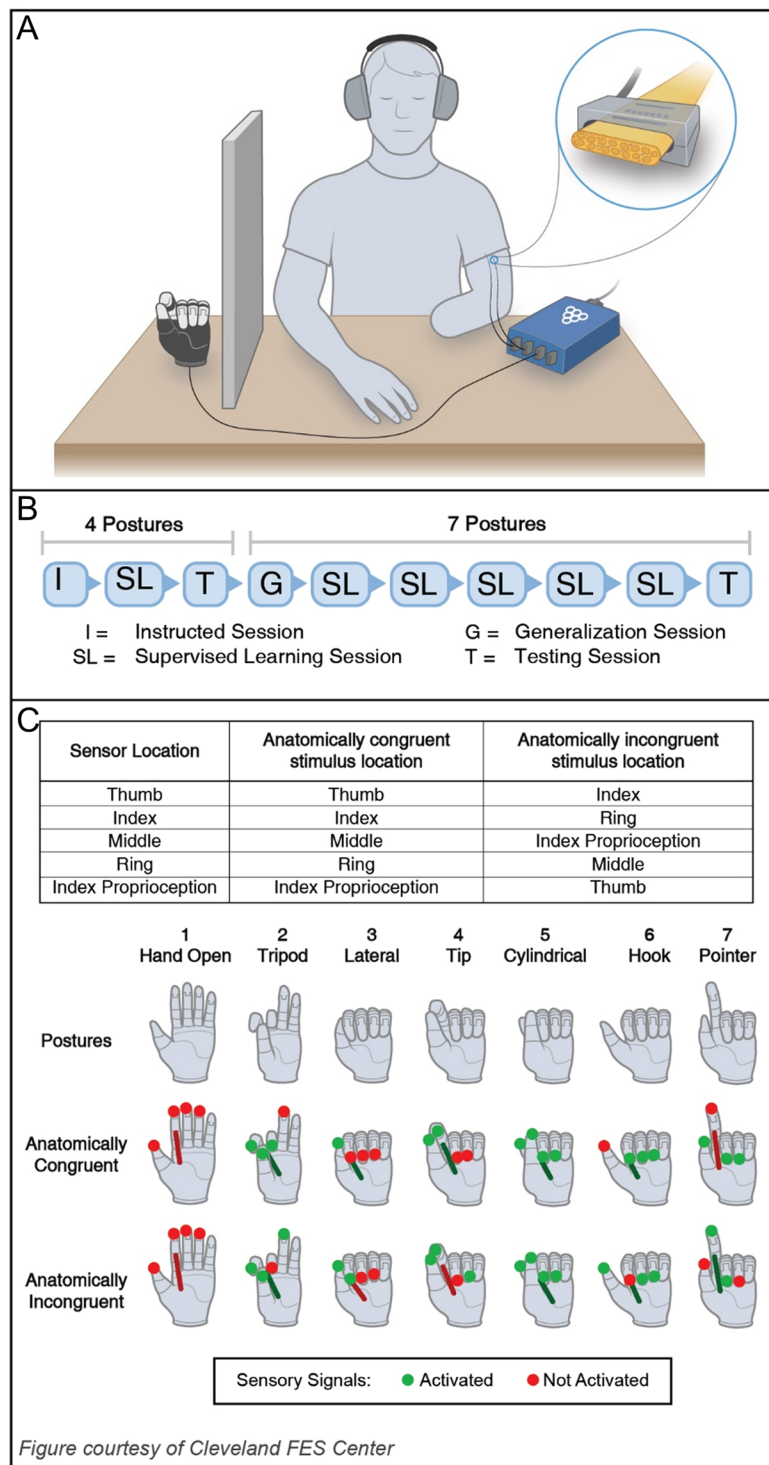 A
B
4 Postures 7 Postures
I SL T G SL SL SL SL SL T
I = Instructed Session G = Generalization Session
SL = Supervised Learning Session T = Testing Session
C
Sensor Location Anatomically congruent stimulus location Anatomically incongruent stimulus location
Thumb Thumb Index
Index Index Ring
Middle Middle Index Proprioception
Ring Ring Middle
Index Proprioception Index Proprioception Thumb
1 2 3 4 5 6 7
Hand Open Tripod Lateral Tip Cylindrical Hook Pointer
Postures
Anatomically
Congruent
Anatomically
Incongruent
Sensory Signals: Activated Not Activated
Figure courtesy of Cleveland FES Center